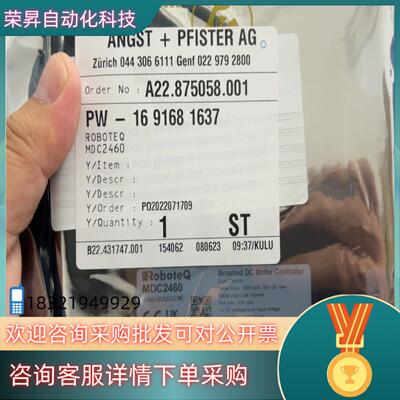 荣昇自动化科技
ANGST + PFISTER AG
Zürich 044 306 6111 Genf 022 979 2800
Order No : A22.875058.001
PW - 16 9168 1637
ROBOTEQ
MDC2460
Y/Item :
Y/Descr :
Y/Descr :
Y/Order : PO2022071709
Y/Quantity : 1 ST
B22.431747.001 154062 080623 09:37/KULU
RoboteQ
MDC2460
Brushed DC Motor Controller
18321949929
欢迎咨询采购批发可对公开票
咨询客服详情下单采购